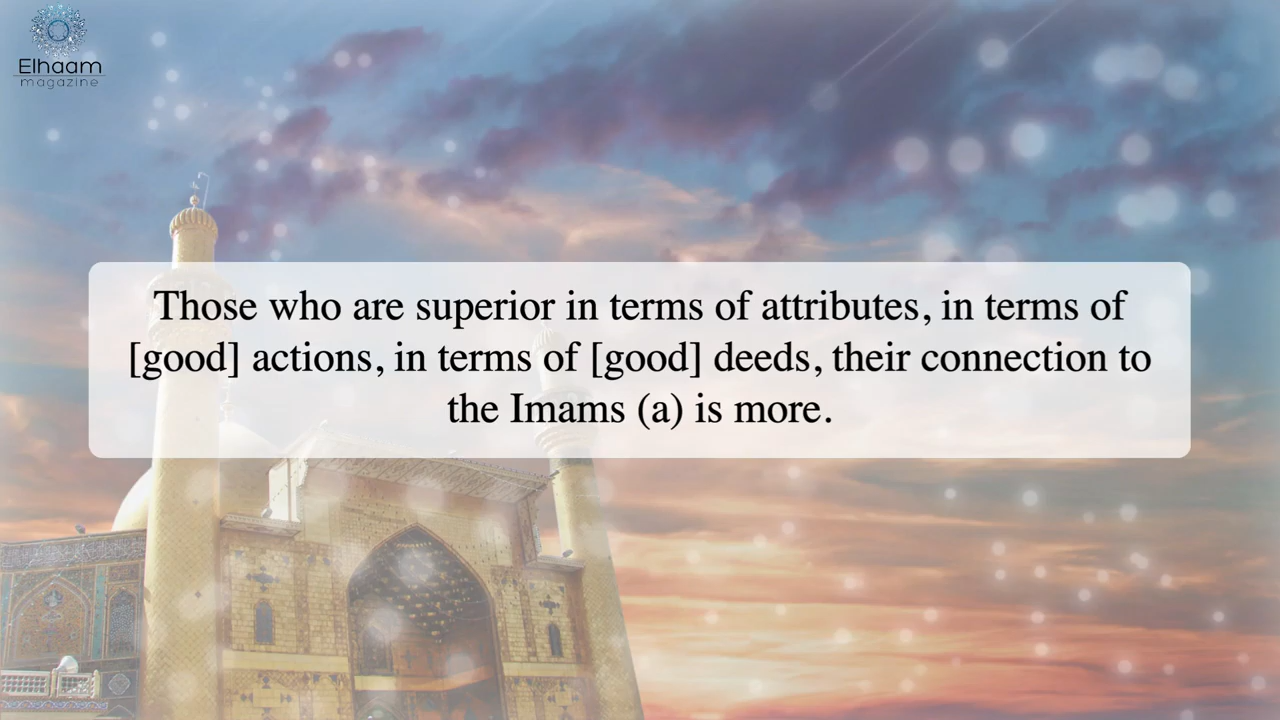 Elhaam
magazine
Those who are superior in terms of attributes, in terms of
[good] actions, in terms of [good] deeds, their connection to
the Imams (a) is more.